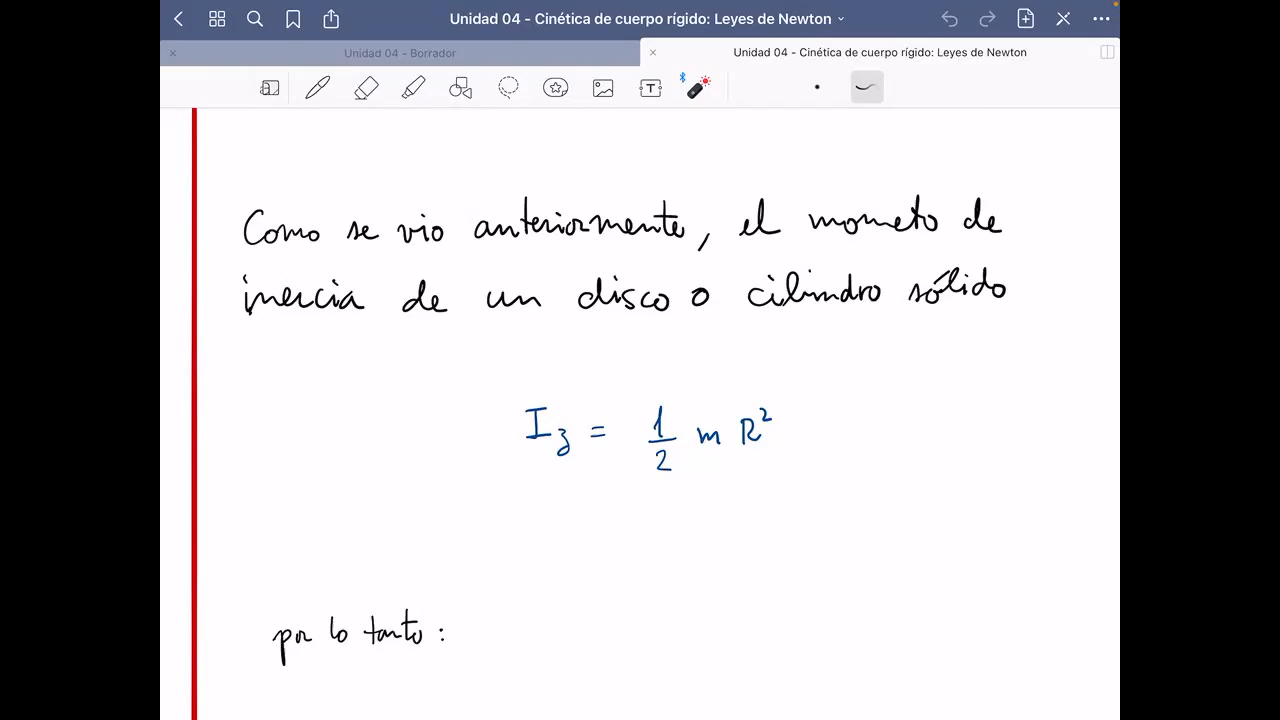 Unidad 04 - Cinética de cuerpo rígido: Leyes de Newton
Unidad 04 - Borrador
Unidad 04 - Cinética de cuerpo rígido: Leyes de Newton
Como se vio anteriormente, el mometo de
inercia de un disco o cilindro sólido
I_z = 1/2 m R²
por lo tanto: